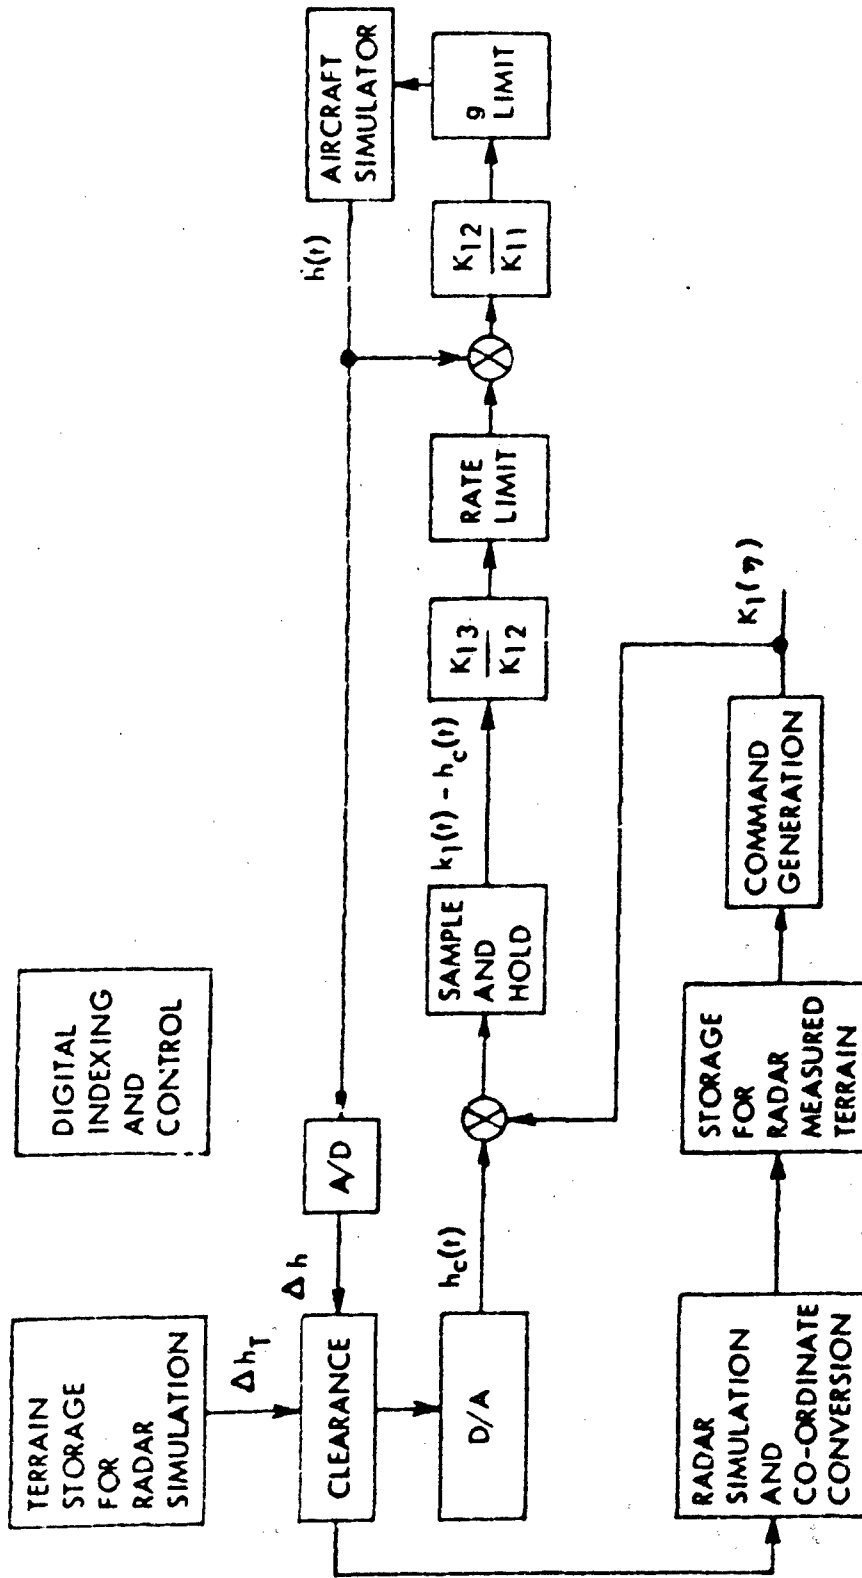 TERRAIN
STORAGE
FOR
RADAR
SIMULATION
DIGITAL
INDEXING
AND
CONTROL
Δh_T
Δh
A/D
ḣ(t)
AIRCRAFT
SIMULATOR
CLEARANCE
D/A
h_c(t)
SAMPLE
AND
HOLD
k_1(t) - h_c(t)
K_13
K_12
RATE
LIMIT
K_12
K_11
g
LIMIT
RADAR
SIMULATION
AND
CO-ORDINATE
CONVERSION
STORAGE
FOR
RADAR
MEASURED
TERRAIN
COMMAND
GENERATION
K_1(η)